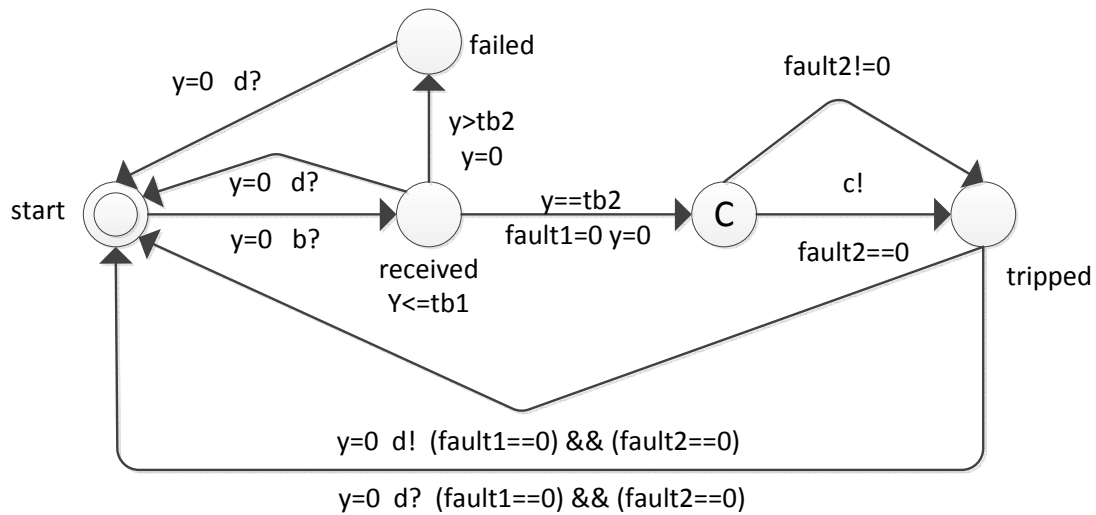 failed
fault2!=0
y=0 d?
y>tb2
y=0
y=0 d?
start
C
c!
y==tb2
y=0 b?
fault1=0 y=0
fault2==0
received
Y<=tb1
tripped
y=0 d! (fault1==0) && (fault2==0)
y=0 d? (fault1==0) && (fault2==0)